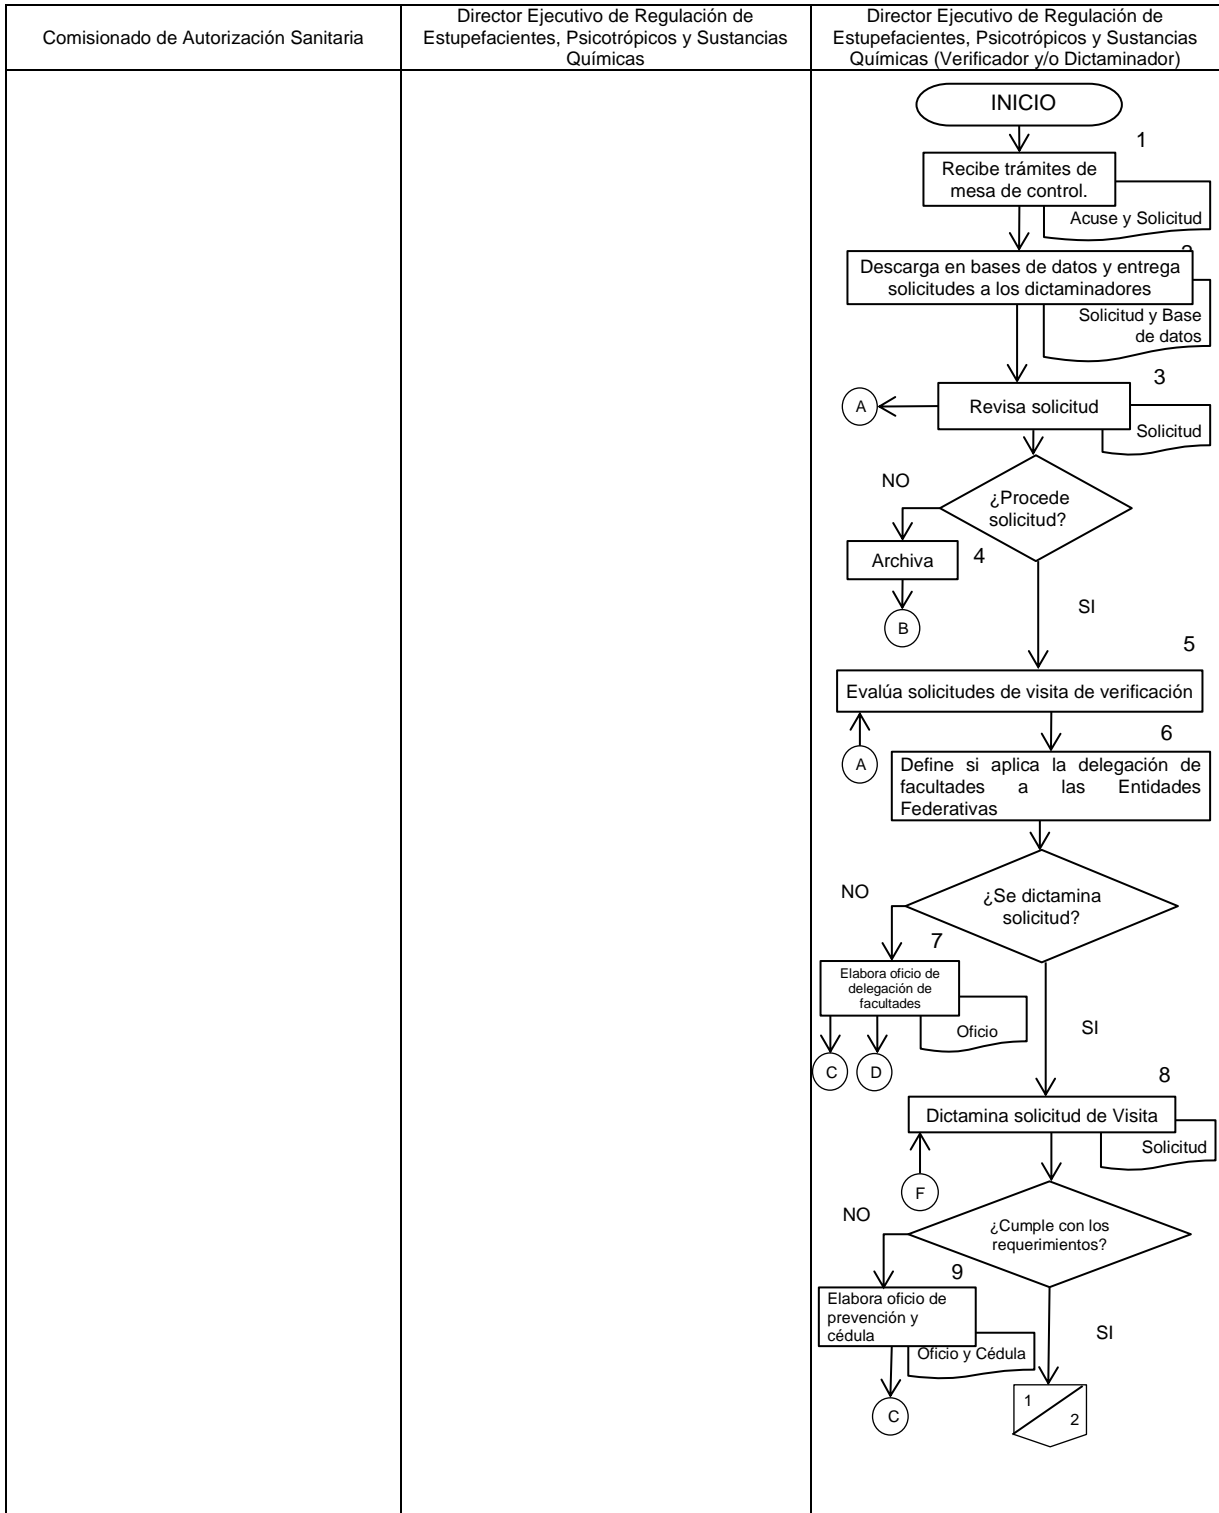 Comisionado de Autorización Sanitaria
Director Ejecutivo de Regulación de
Estupefacientes, Psicotrópicos y Sustancias
Químicas
Director Ejecutivo de Regulación de
Estupefacientes, Psicotrópicos y Sustancias
Químicas (Verificador y/o Dictaminador)
INICIO
1
Recibe trámites de
mesa de control.
Acuse y Solicitud
Descarga en bases de datos y entrega
solicitudes a los dictaminadores
Solicitud y Base
de datos
3
A
Revisa solicitud
Solicitud
NO
¿Procede
solicitud?
Archiva
4
B
SI
5
Evalúa solicitudes de visita de verificación
6
A
Define si aplica la delegación de
facultades a las Entidades
Federativas
NO
¿Se dictamina
solicitud?
7
Elabora oficio de
delegación de
facultades
Oficio
SI
C
D
8
Dictamina solicitud de Visita
Solicitud
F
NO
¿Cumple con los
requerimientos?
9
Elabora oficio de
prevención y
cédula
Oficio y Cédula
SI
C
1
2